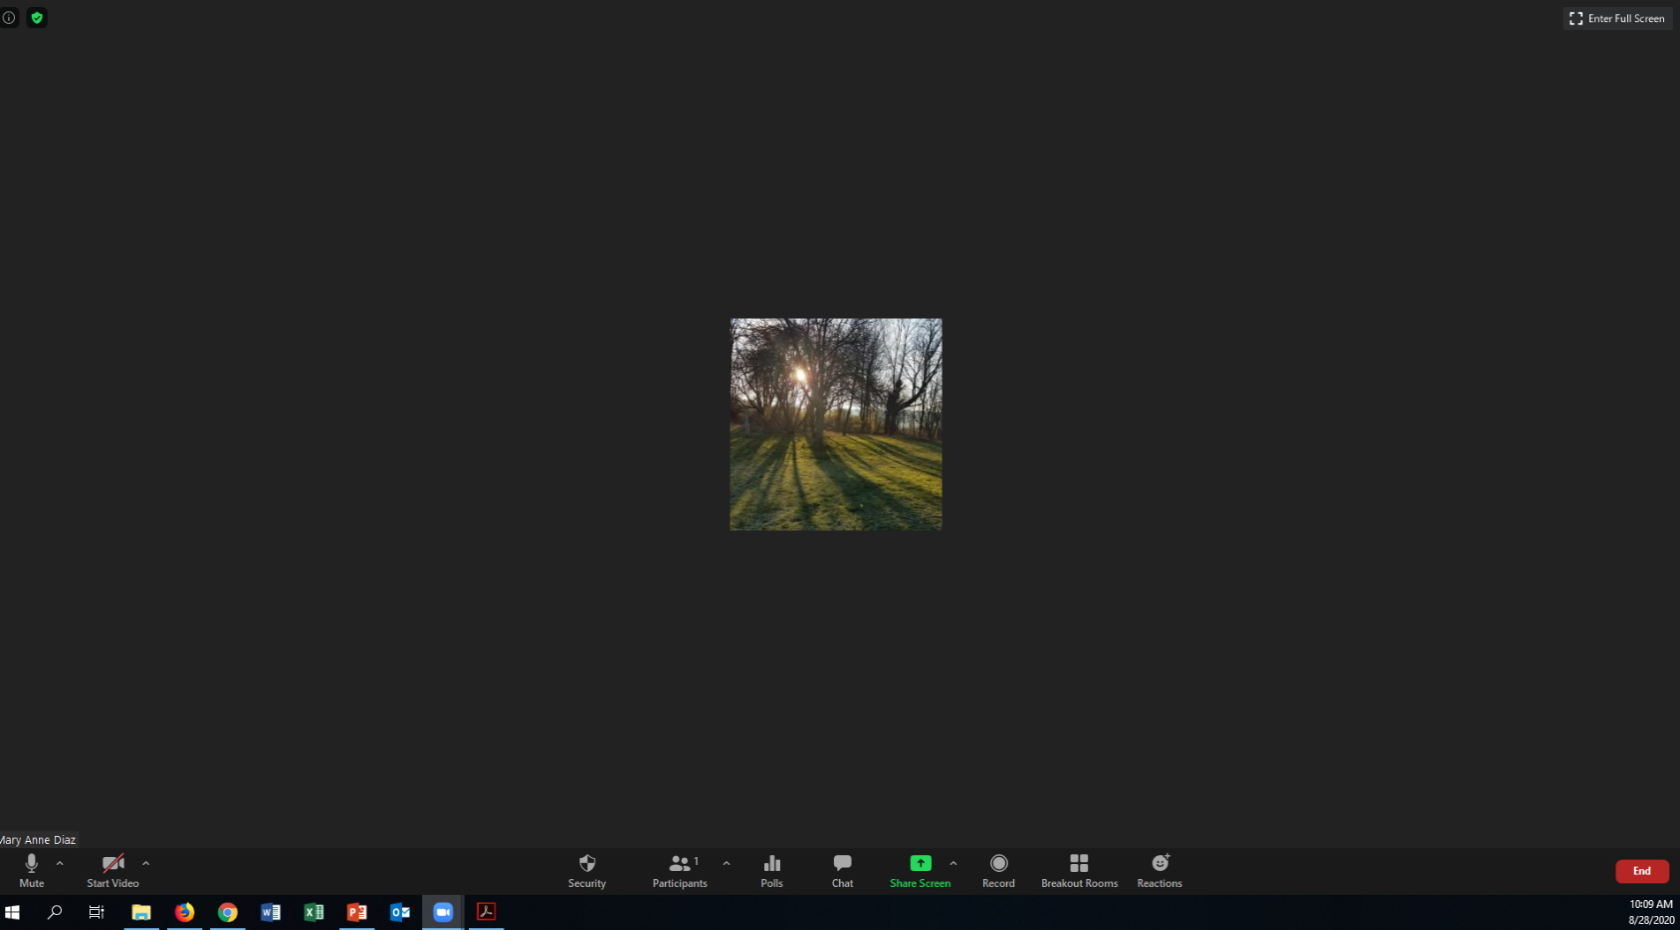 Enter Full Screen
Mary Anne Diaz
Mute
Start Video
Security
Participants
1
Polls
Chat
Share Screen
Record
Breakout Rooms
Reactions
End
10:09 AM
8/28/2020